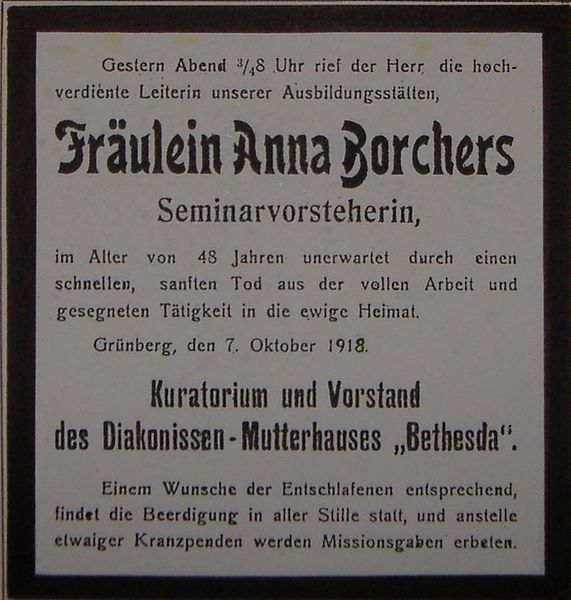 Gestern Abend ³/₄8 Uhr rief der Herr die hoch-
verdiente Leiterin unserer Ausbildungsstätten,
Fräulein Anna Borchers
Seminarvorsteherin,
im Alter von 48 Jahren unerwartet durch einen
schnellen, sanften Tod aus der vollen Arbeit und
gesegneten Tätigkeit in die ewige Heimat.
Grünberg, den 7. Oktober 1918.
Kuratorium und Vorstand
des Diakonissen-Mutterhauses „Bethesda“.
Einem Wunsche der Entschlafenen entsprechend,
findet die Beerdigung in aller Stille statt, und anstelle
etwaiger Kranzpenden werden Missionsgaben erbeten.